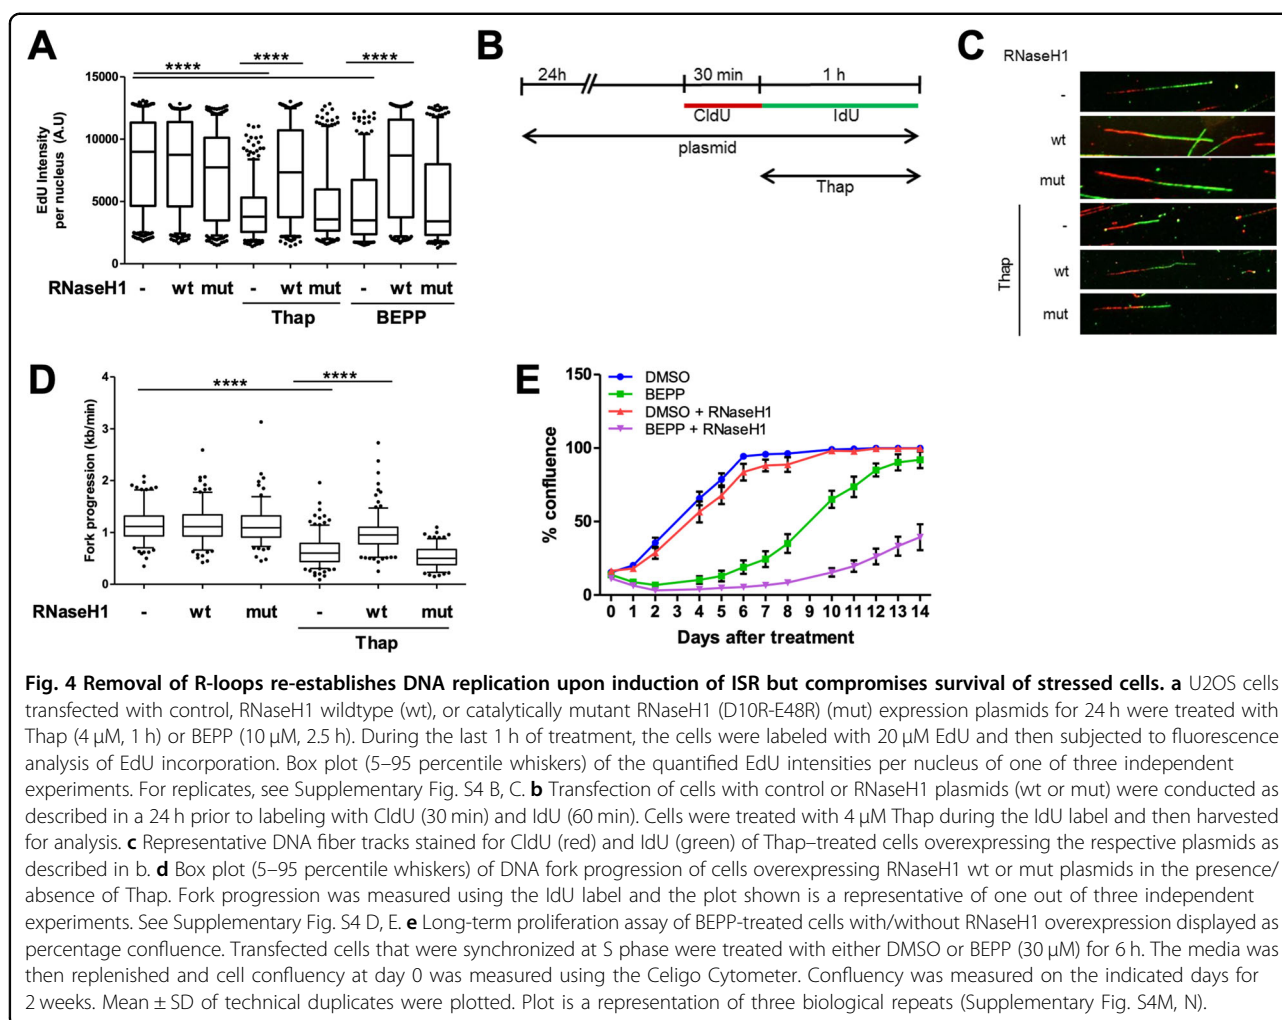 A
****
****
****
15000
10000
5000
0
EdU Intensity
per nucleus (A.U)
RNaseH1 - wt mut - wt mut - wt mut
Thap BEPP
B
24h 30 min 1 h
CldU IdU
plasmid
Thap
C
RNaseH1
-
wt
mut
-
wt
mut
Thap
D
****
****
4
3
2
1
0
Fork progression (kb/min)
RNaseH1 - wt mut - wt mut
Thap
E
150
100
50
0
% confluence
DMSO
BEPP
DMSO + RNaseH1
BEPP + RNaseH1
0 1 2 3 4 5 6 7 8 9 10 11 12 13 14
Days after treatment
Fig. 4 Removal of R-loops re-establishes DNA replication upon induction of ISR but compromises survival of stressed cells. a U2OS cells
transfected with control, RNaseH1 wildtype (wt), or catalytically mutant RNaseH1 (D10R-E48R) (mut) expression plasmids for 24 h were treated with
Thap (4 µM, 1 h) or BEPP (10 µM, 2.5 h). During the last 1 h of treatment, the cells were labeled with 20 µM EdU and then subjected to fluorescence
analysis of EdU incorporation. Box plot (5–95 percentile whiskers) of the quantified EdU intensities per nucleus of one of three independent
experiments. For replicates, see Supplementary Fig. S4 B, C. b Transfection of cells with control or RNaseH1 plasmids (wt or mut) were conducted as
described in a 24 h prior to labeling with CldU (30 min) and IdU (60 min). Cells were treated with 4 µM Thap during the IdU label and then harvested
for analysis. c Representative DNA fiber tracks stained for CldU (red) and IdU (green) of Thap–treated cells overexpressing the respective plasmids as
described in b. d Box plot (5–95 percentile whiskers) of DNA fork progression of cells overexpressing RNaseH1 wt or mut plasmids in the presence/
absence of Thap. Fork progression was measured using the IdU label and the plot shown is a representative of one out of three independent
experiments. See Supplementary Fig. S4 D, E. e Long-term proliferation assay of BEPP-treated cells with/without RNaseH1 overexpression displayed as
percentage confluence. Transfected cells that were synchronized at S phase were treated with either DMSO or BEPP (30 µM) for 6 h. The media was
then replenished and cell confluency at day 0 was measured using the Celigo Cytometer. Confluency was measured on the indicated days for
2 weeks. Mean ± SD of technical duplicates were plotted. Plot is a representation of three biological repeats (Supplementary Fig. S4M, N).